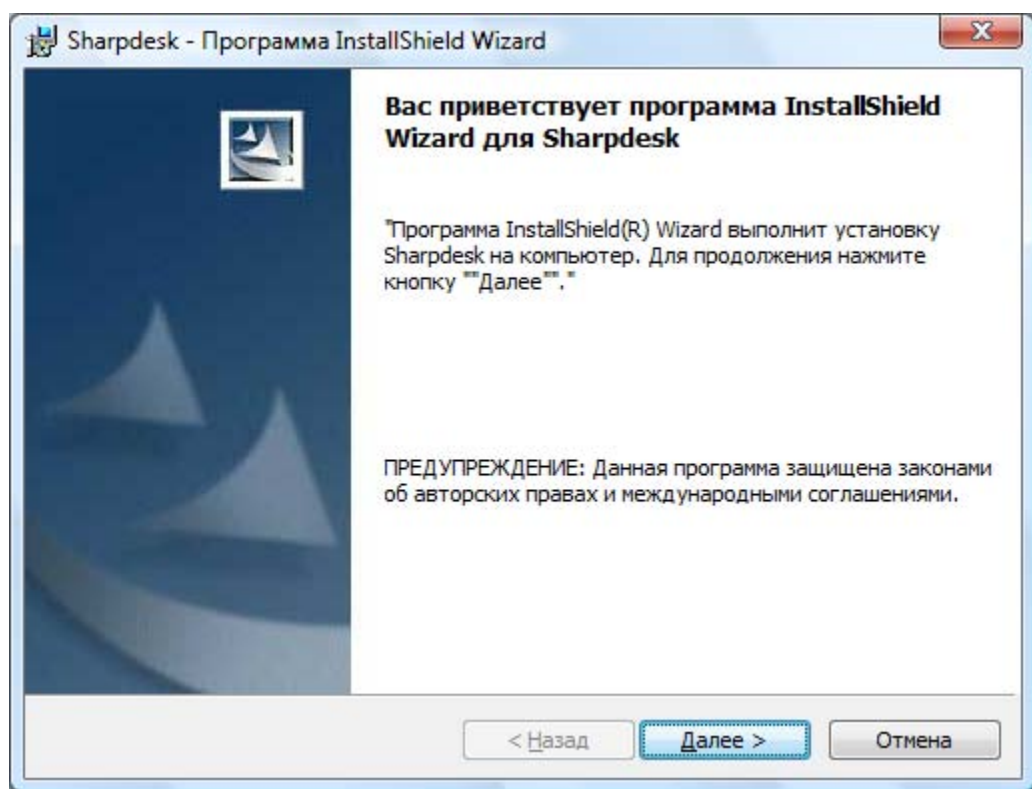 Sharpdesk - Программа InstallShield Wizard
Вас приветствует программа InstallShield
Wizard для Sharpdesk
"Программа InstallShield(R) Wizard выполнит установку
Sharpdesk на компьютер. Для продолжения нажмите
кнопку ""Далее""."
ПРЕДУПРЕЖДЕНИЕ: Данная программа защищена законами
об авторских правах и международными соглашениями.
< Назад
Далее >
Отмена